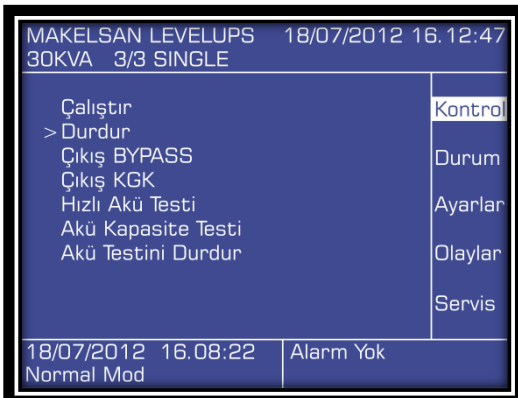 MAKELSAN LEVELUPS 18/07/2012 16.12:47
30KVA 3/3 SINGLE
Çalıştır
>Durdur
Çıkış BYPASS
Çıkış KGK
Hızlı Akü Testi
Akü Kapasite Testi
Akü Testini Durdur
Kontrol
Durum
Ayarlar
Olaylar
Servis
18/07/2012 16.08:22
Normal Mod
Alarm Yok